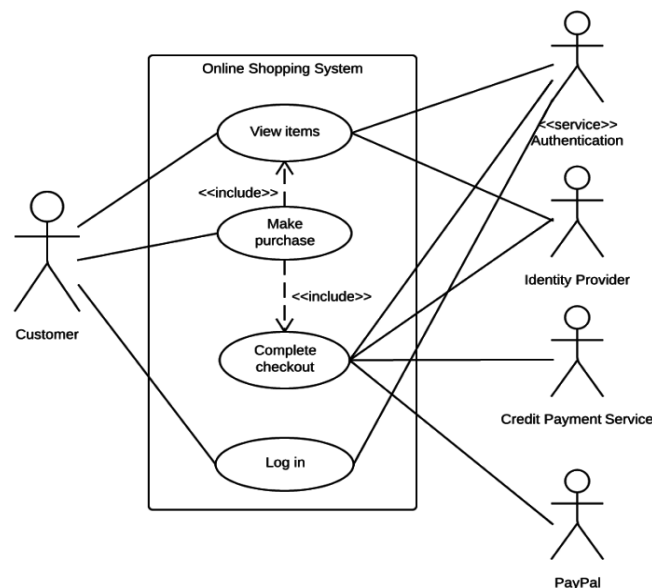 Online Shopping System
View items
<<service>>
Authentication
<<include>>
Make
purchase
Identity Provider
<<include>>
Customer
Complete
checkout
Credit Payment Service
Log in
PayPal